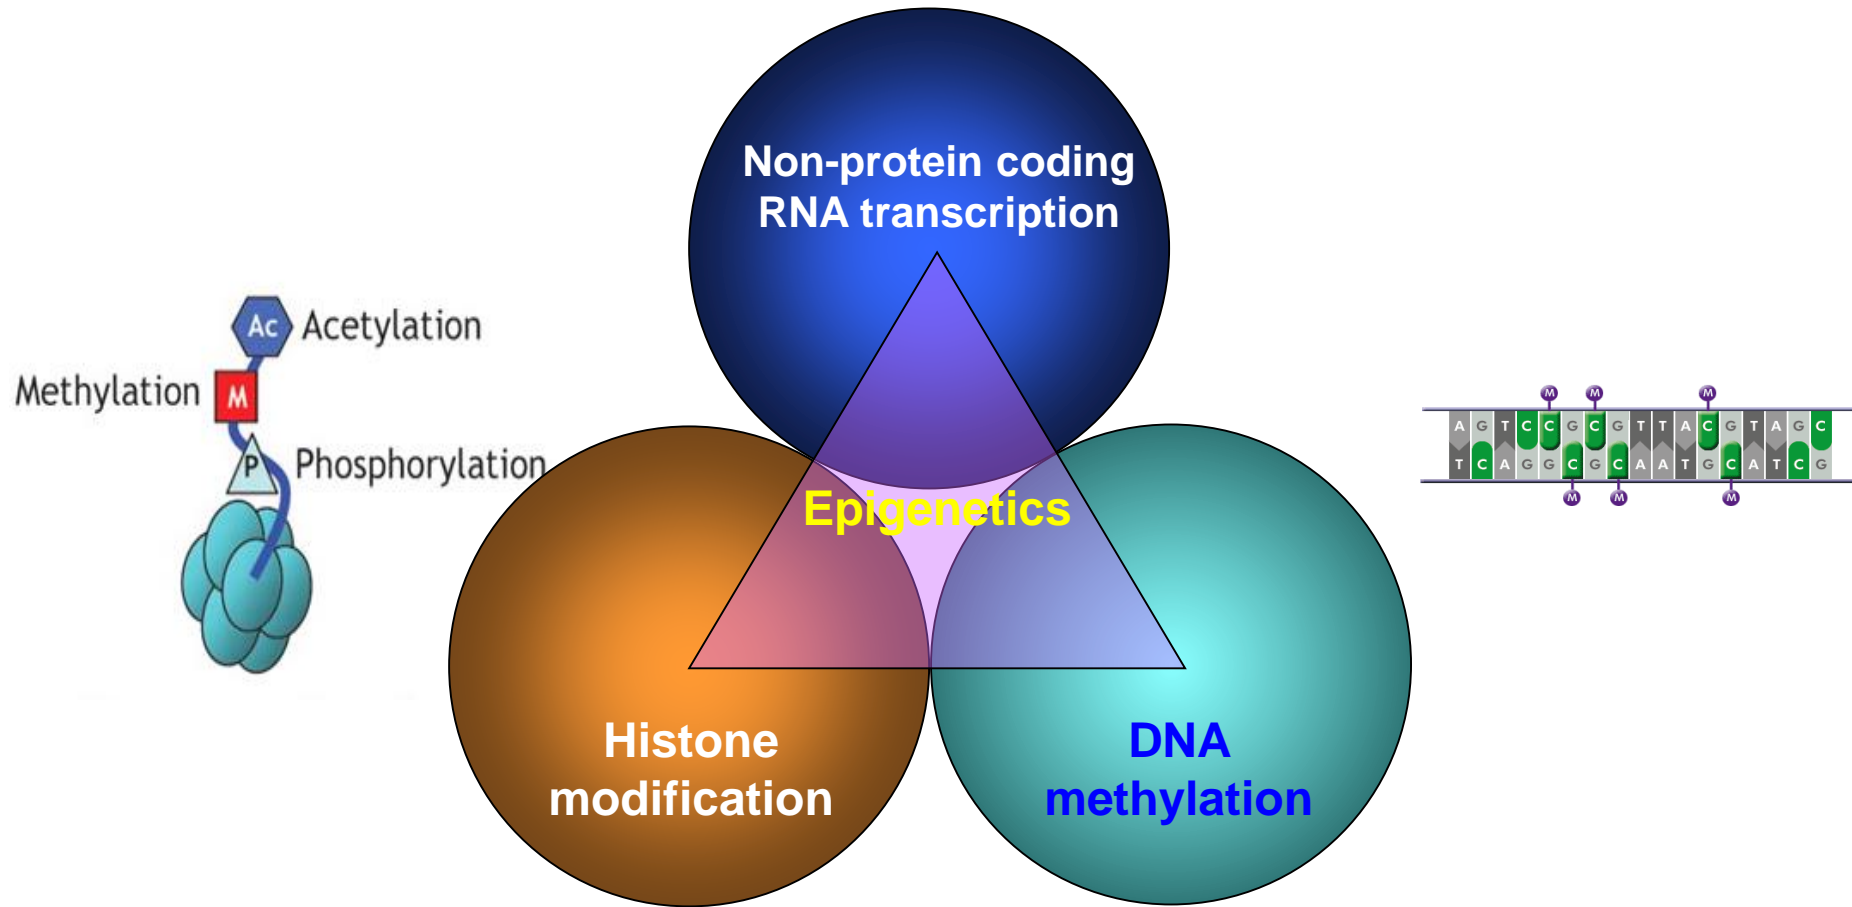 Non-protein coding
RNA transcription
Ac Acetylation
Methylation M
P Phosphorylation
Epigenetics
Histone
modification
DNA
methylation
M M M
A G T C C G C G T T A C G T A G C
T C A G G C G C A A T G C A T C G
M M M